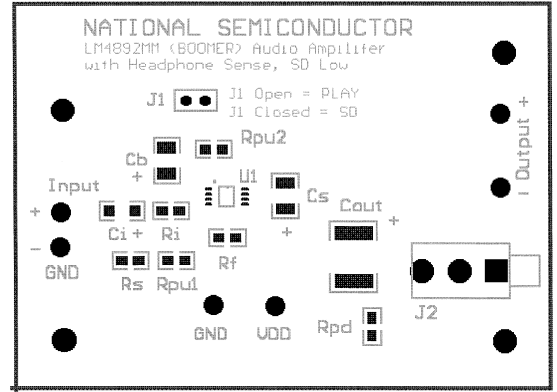 NATIONAL SEMICONDUCTOR
LM4892MM (BOOMER) Audio Ampilifer
with Headphone Sense, SD Low
J1
J1 Open = PLAY
J1 Closed = SD
Rpu2
Cb
+
U1
Output +
−
Input
Cs
+
Cout
+
+
Ci +
Ri
−
GND
Rf
Rs
Rpu1
GND
VDD
Rpd
J2